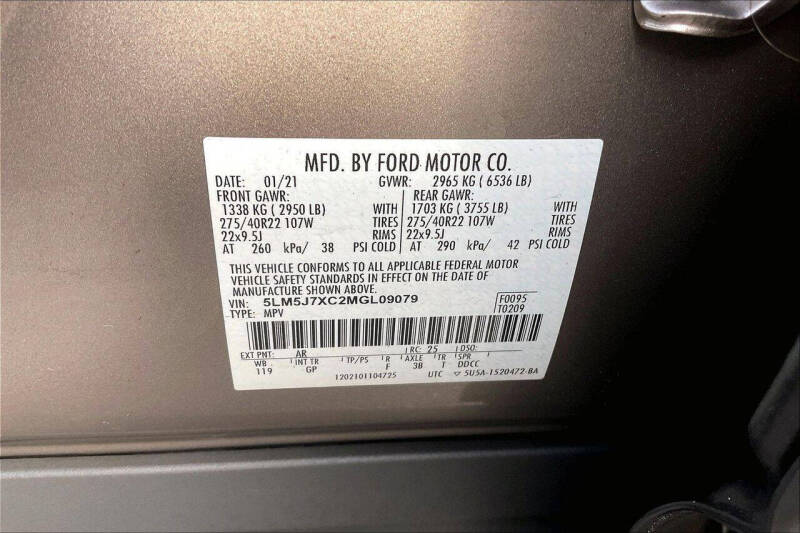 MFD. BY FORD MOTOR CO.
DATE: 01/21 GVWR: 2965 KG ( 6536 LB)
FRONT GAWR: REAR GAWR:
1338 KG ( 2950 LB) WITH 1703 KG ( 3755 LB) WITH
275/40R22 107W TIRES 275/40R22 107W TIRES
22x9.5J RIMS 22x9.5J RIMS
AT 260 kPa/ 38 PSI COLD AT 290 kPa/ 42 PSI COLD
THIS VEHICLE CONFORMS TO ALL APPLICABLE FEDERAL MOTOR
VEHICLE SAFETY STANDARDS IN EFFECT ON THE DATE OF
MANUFACTURE SHOWN ABOVE.
VIN: 5LM5J7XC2MGL09079 F0095
TYPE: MPV T0209
EXT PNT: AR RC: 25 DSO:
WB INT TR TP/PS R AXLE TR SPR
119 GP F 3B T DDCC
1202101104725 UTC ▽ 5U5A-1520472-BA